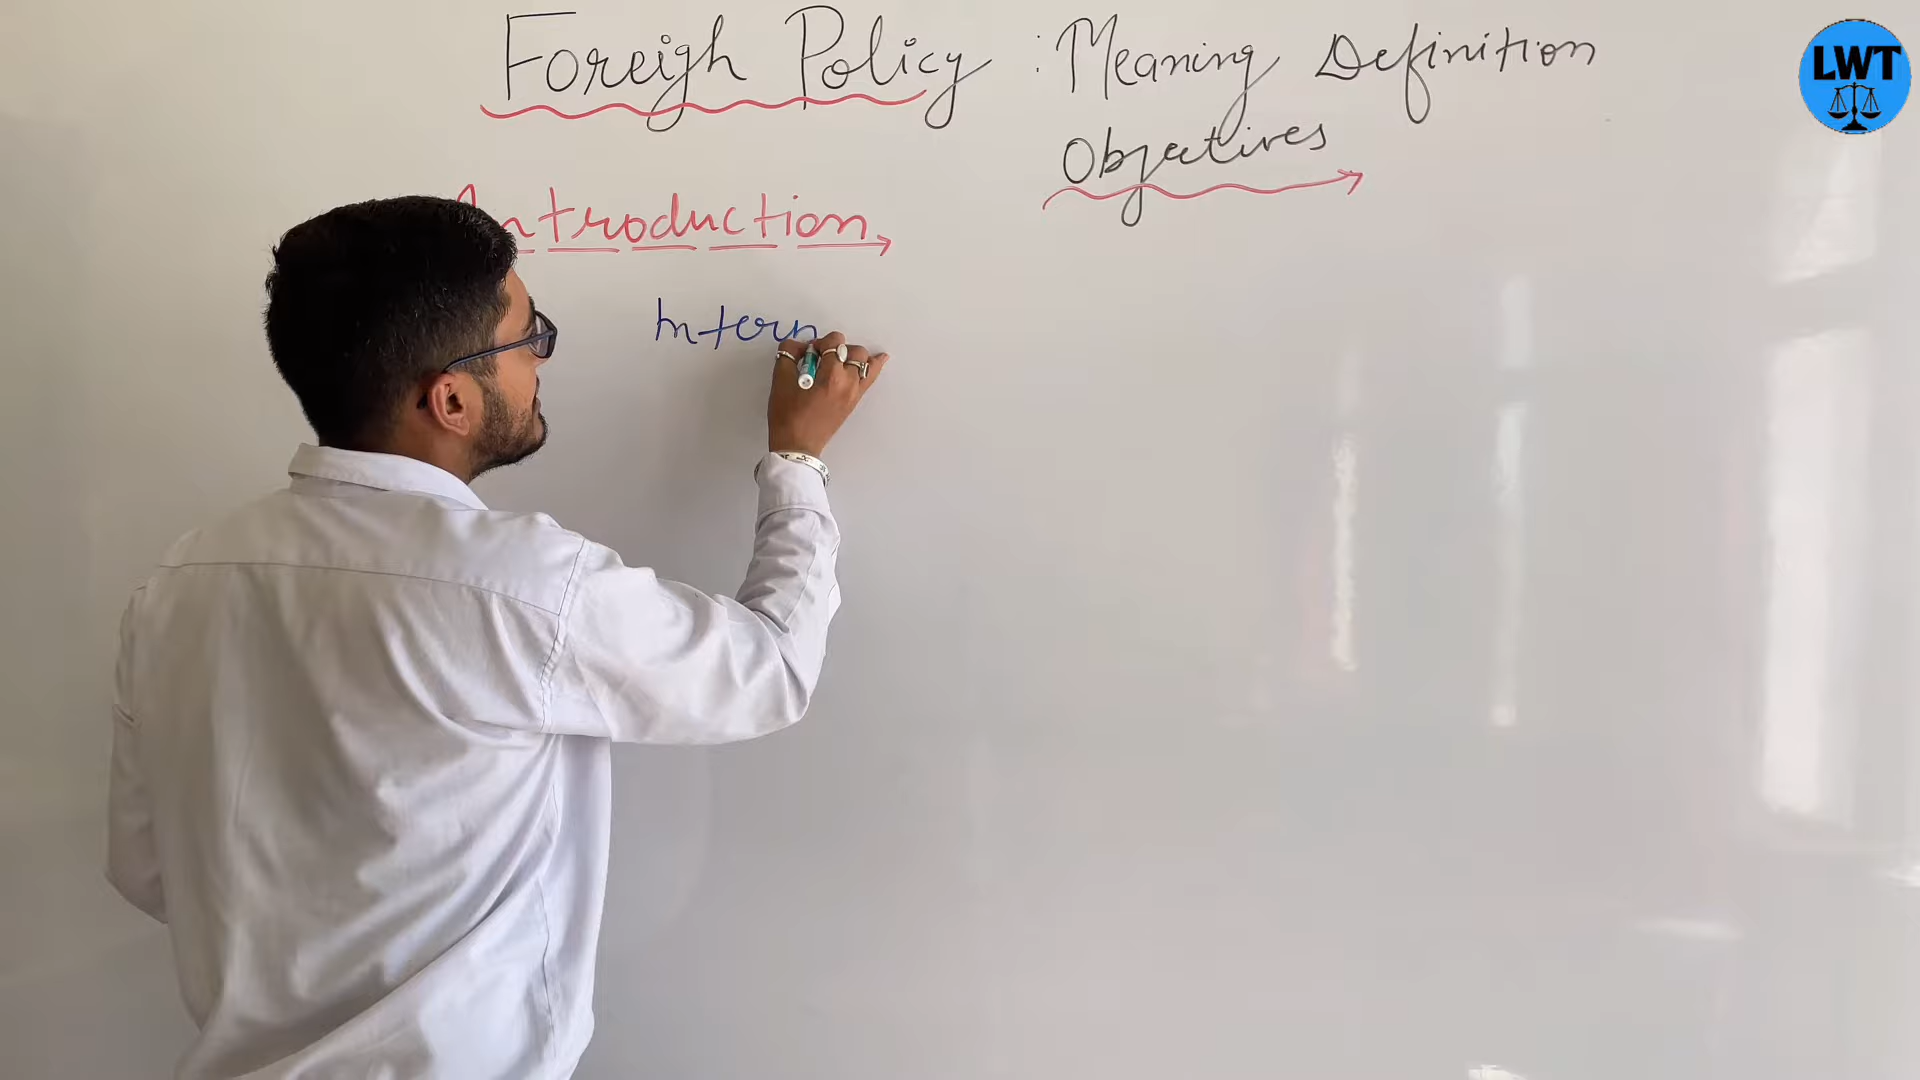 Foreigh Policy : Meaning Definition
Objectives
Introduction
Intern
LWT